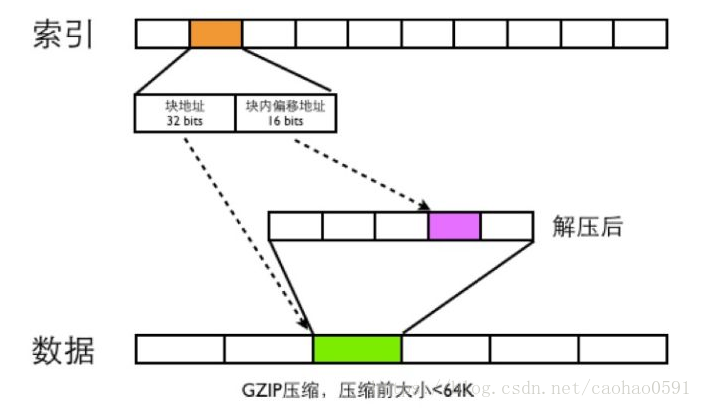 索引
块地址
32 bits
块内偏移地址
16 bits
解压后
数据
GZIP压缩，压缩前大小<64K
blog.csdn.net/caohao0591